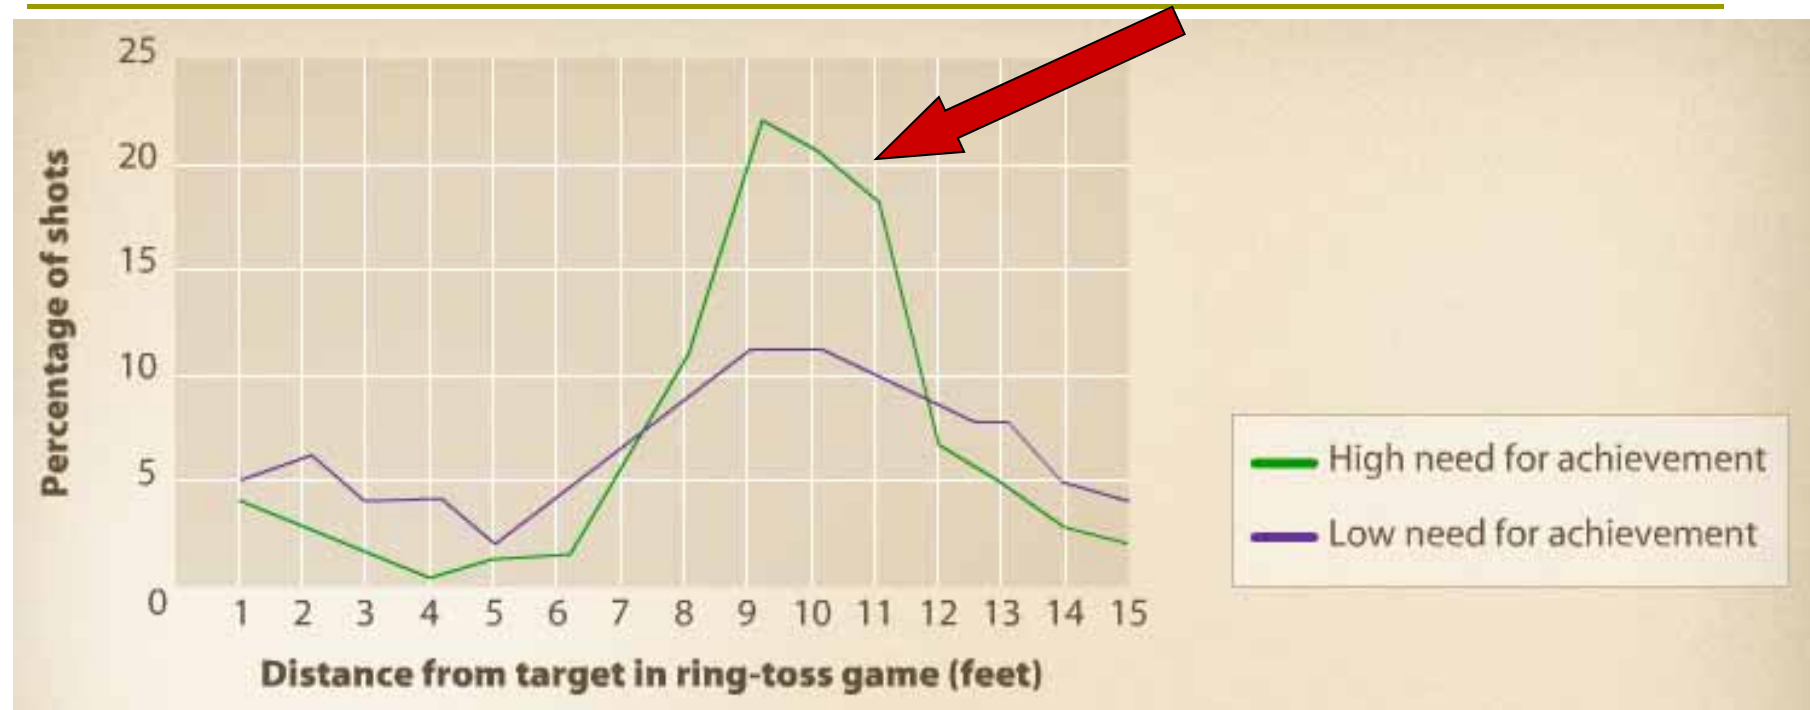 25
20
15
10
5
0
Percentage of shots
1 2 3 4 5 6 7 8 9 10 11 12 13 14 15
Distance from target in ring-toss game (feet)
High need for achievement
Low need for achievement